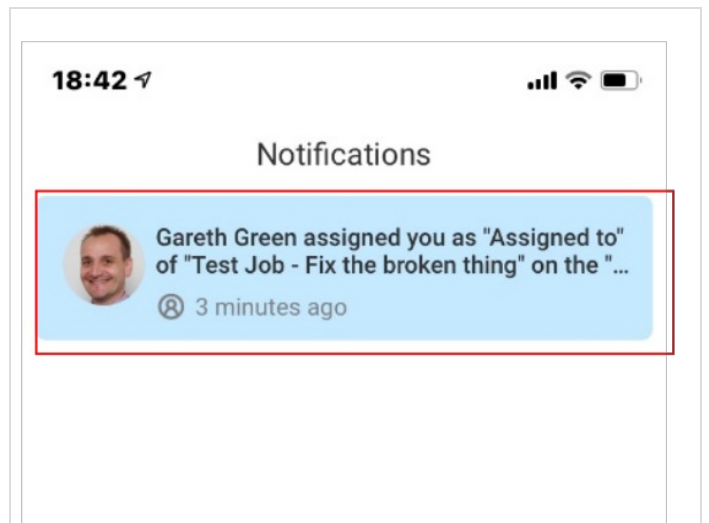 18:42
Notifications
Gareth Green assigned you as "Assigned to"
of "Test Job - Fix the broken thing" on the "...
3 minutes ago